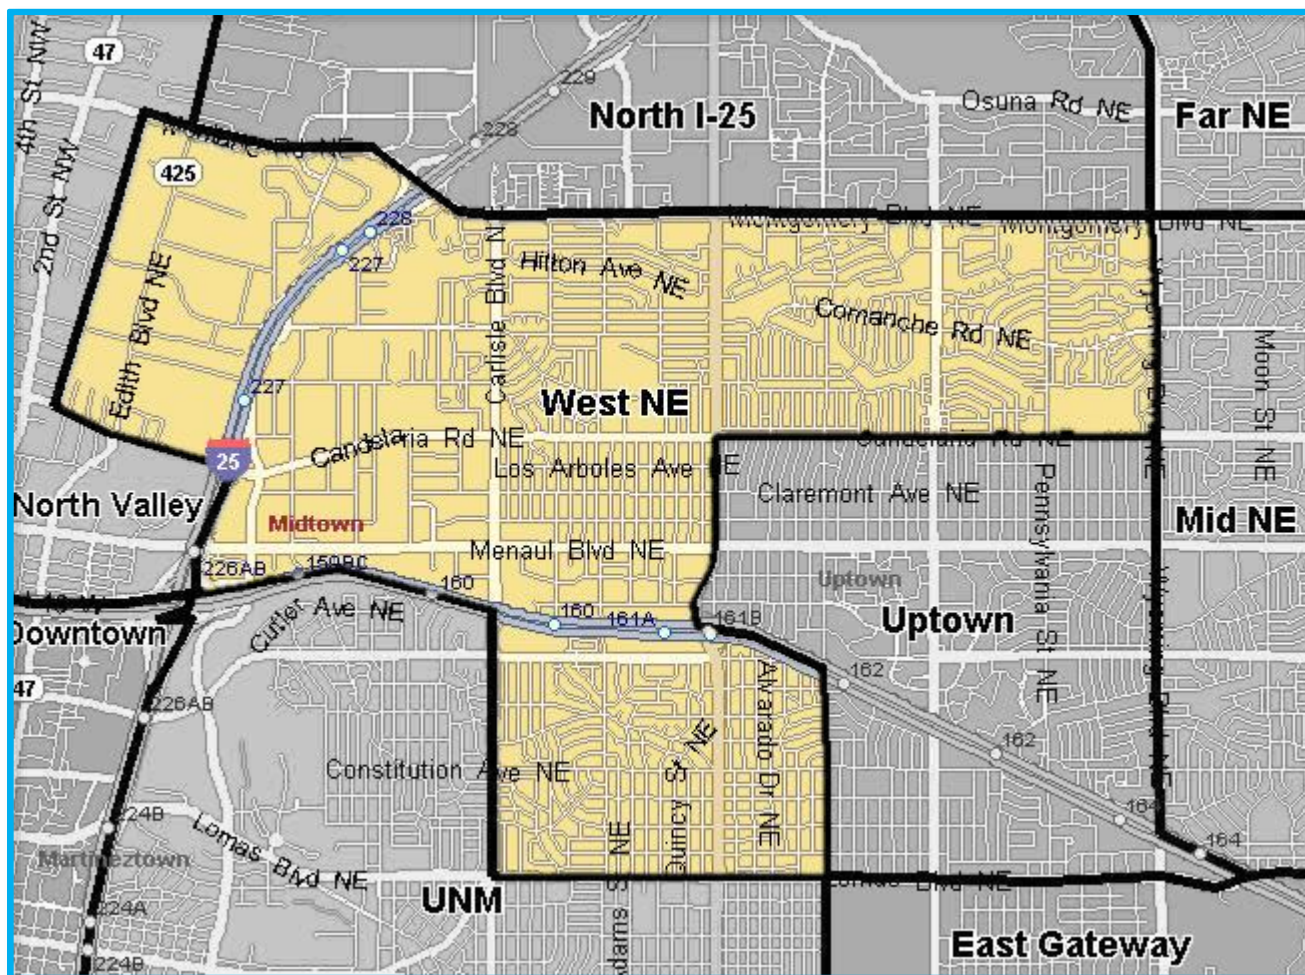 47
4th St NW
2nd St NW
229
North I-25
Osuna Rd NE
Far NE
228
425
Rd NE
228
227
Montgomery Blvd NE
Montgomery Blvd NE
Edith Blvd NE
Carlisle Blvd NE
Hilton Ave NE
Comanche Rd NE
Moon St NE
227
West NE
25
Candelaria Rd NE
Candelaria Rd NE
Los Arboles Ave NE
Claremont Ave NE
Pennsylvania St NE
North Valley
Midtown
Menaul Blvd NE
Mid NE
226AB
159BC
160
Uptown
Cutler Ave NE
160
161A
161B
Uptown
Downtown
47
226AB
162
Alvarado Dr NE
162
Constitution Ave NE
Quincy St NE
NE
164
224B
Lomas Blvd NE
164
Martineztown
Lomas Blvd NE
UNM
224A
Adams S
East Gateway
224B